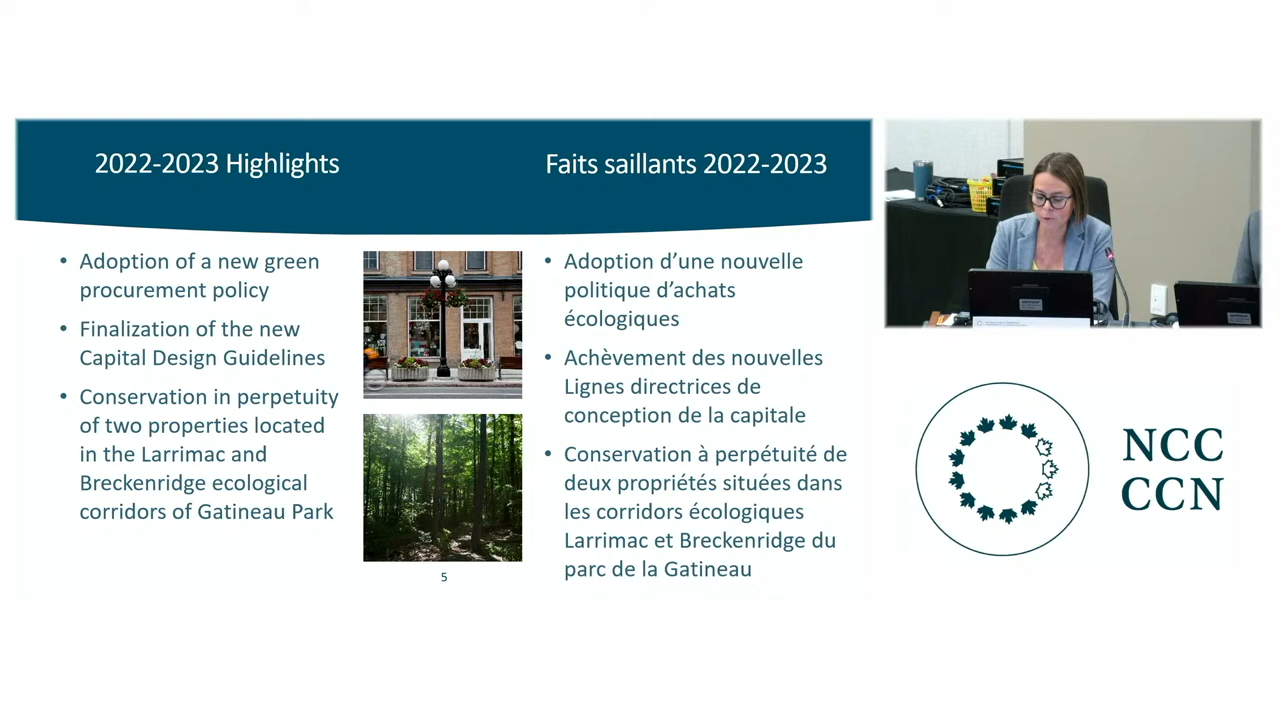 2022-2023 Highlights
Faits saillants 2022-2023
• Adoption of a new green
procurement policy
• Finalization of the new
Capital Design Guidelines
• Conservation in perpetuity
of two properties located
in the Larrimac and
Breckenridge ecological
corridors of Gatineau Park
• Adoption d’une nouvelle
politique d’achats
écologiques
• Achèvement des nouvelles
Lignes directrices de
conception de la capitale
• Conservation à perpétuité de
deux propriétés situées dans
les corridors écologiques
Larrimac et Breckenridge du
parc de la Gatineau
5
NCC
CCN